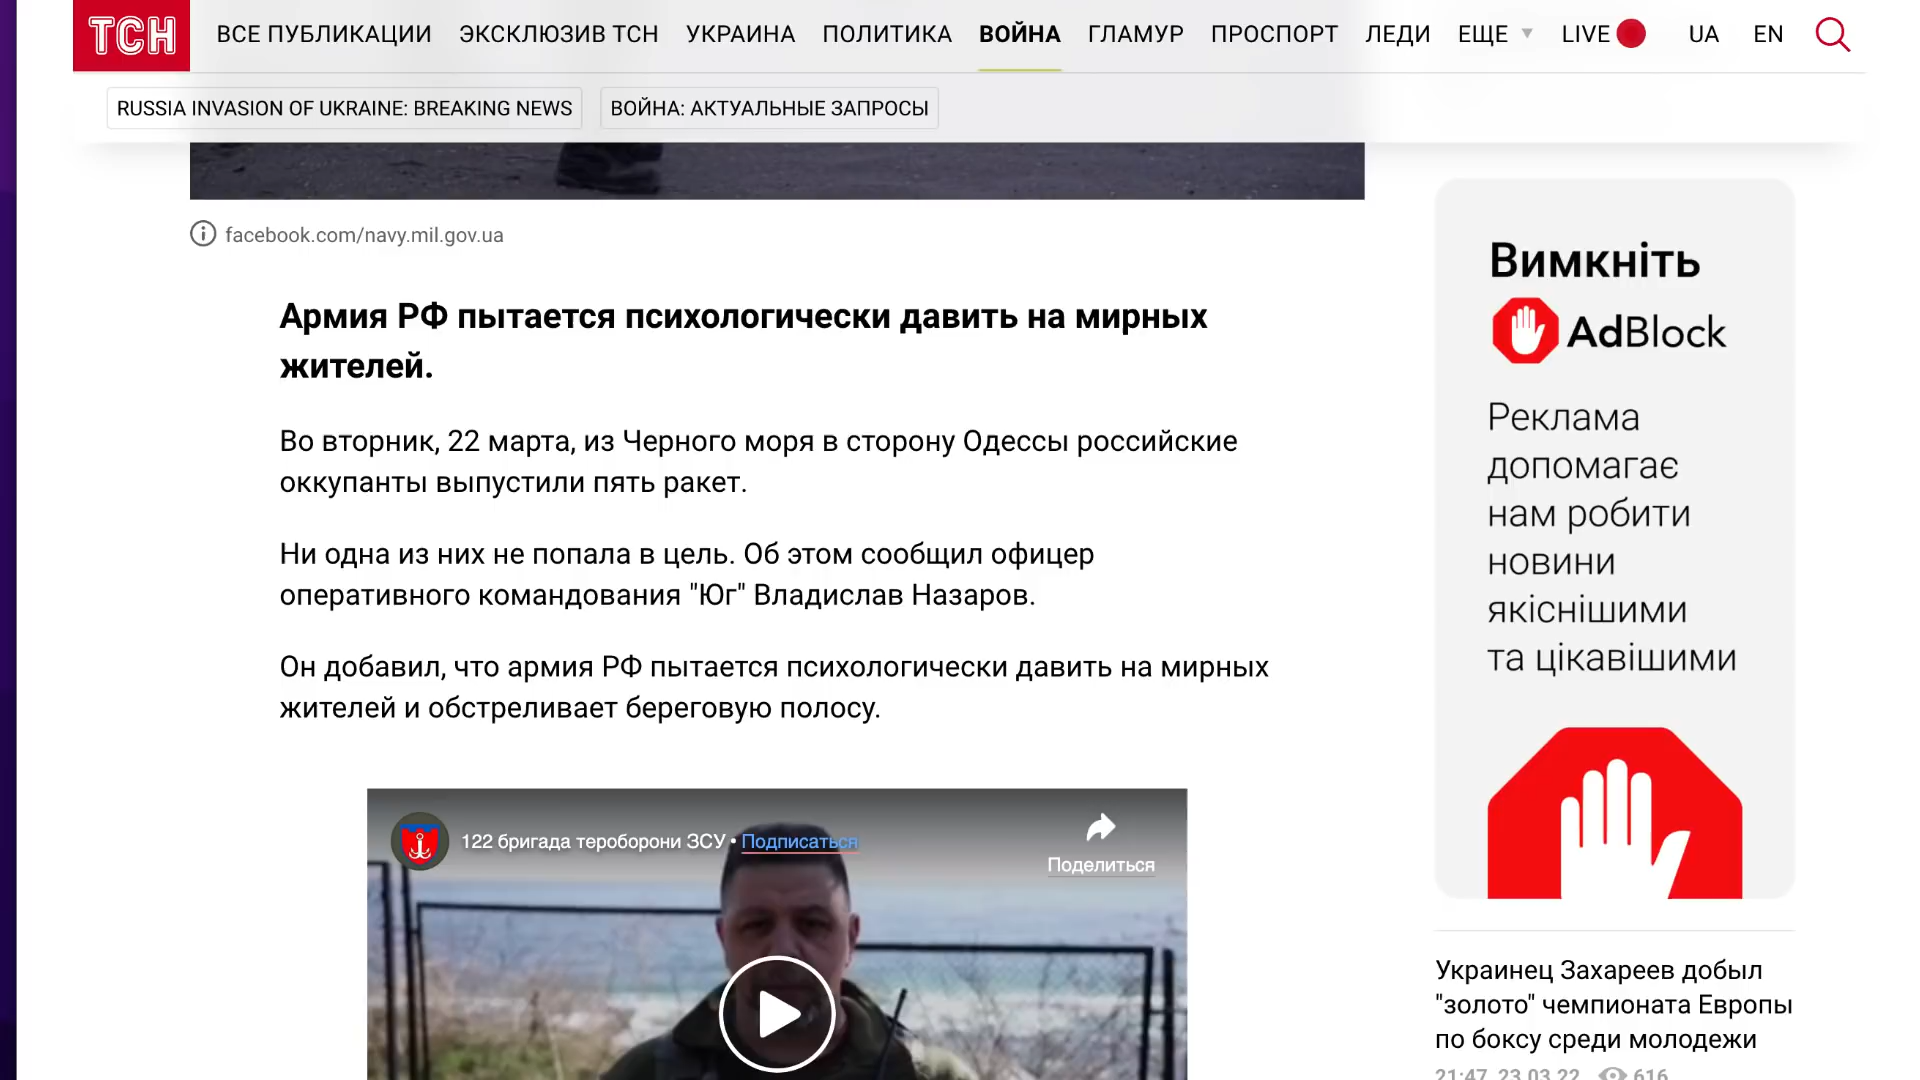 ТСН
ВСЕ ПУБЛИКАЦИИ ЭКСКЛЮЗИВ ТСН УКРАИНА ПОЛИТИКА ВОЙНА ГЛАМУР ПРОСПОРТ ЛЕДИ ЕЩЕ LIVE UA EN
RUSSIA INVASION OF UKRAINE: BREAKING NEWS ВОЙНА: АКТУАЛЬНЫЕ ЗАПРОСЫ
facebook.com/navy.mil.gov.ua
Армия РФ пытается психологически давить на мирных
жителей.
Во вторник, 22 марта, из Черного моря в сторону Одессы российские
оккупанты выпустили пять ракет.
Ни одна из них не попала в цель. Об этом сообщил офицер
оперативного командования "Юг" Владислав Назаров.
Он добавил, что армия РФ пытается психологически давить на мирных
жителей и обстреливает береговую полосу.
122 бригада тероборони ЗСУ • Подписаться
Поделиться
Вимкніть
AdBlock
Реклама
допомагає
нам робити
новини
якіснішими
та цікавішими
Украинец Захареев добыл
"золото" чемпионата Европы
по боксу среди молодежи
21:47, 23.03.22 616